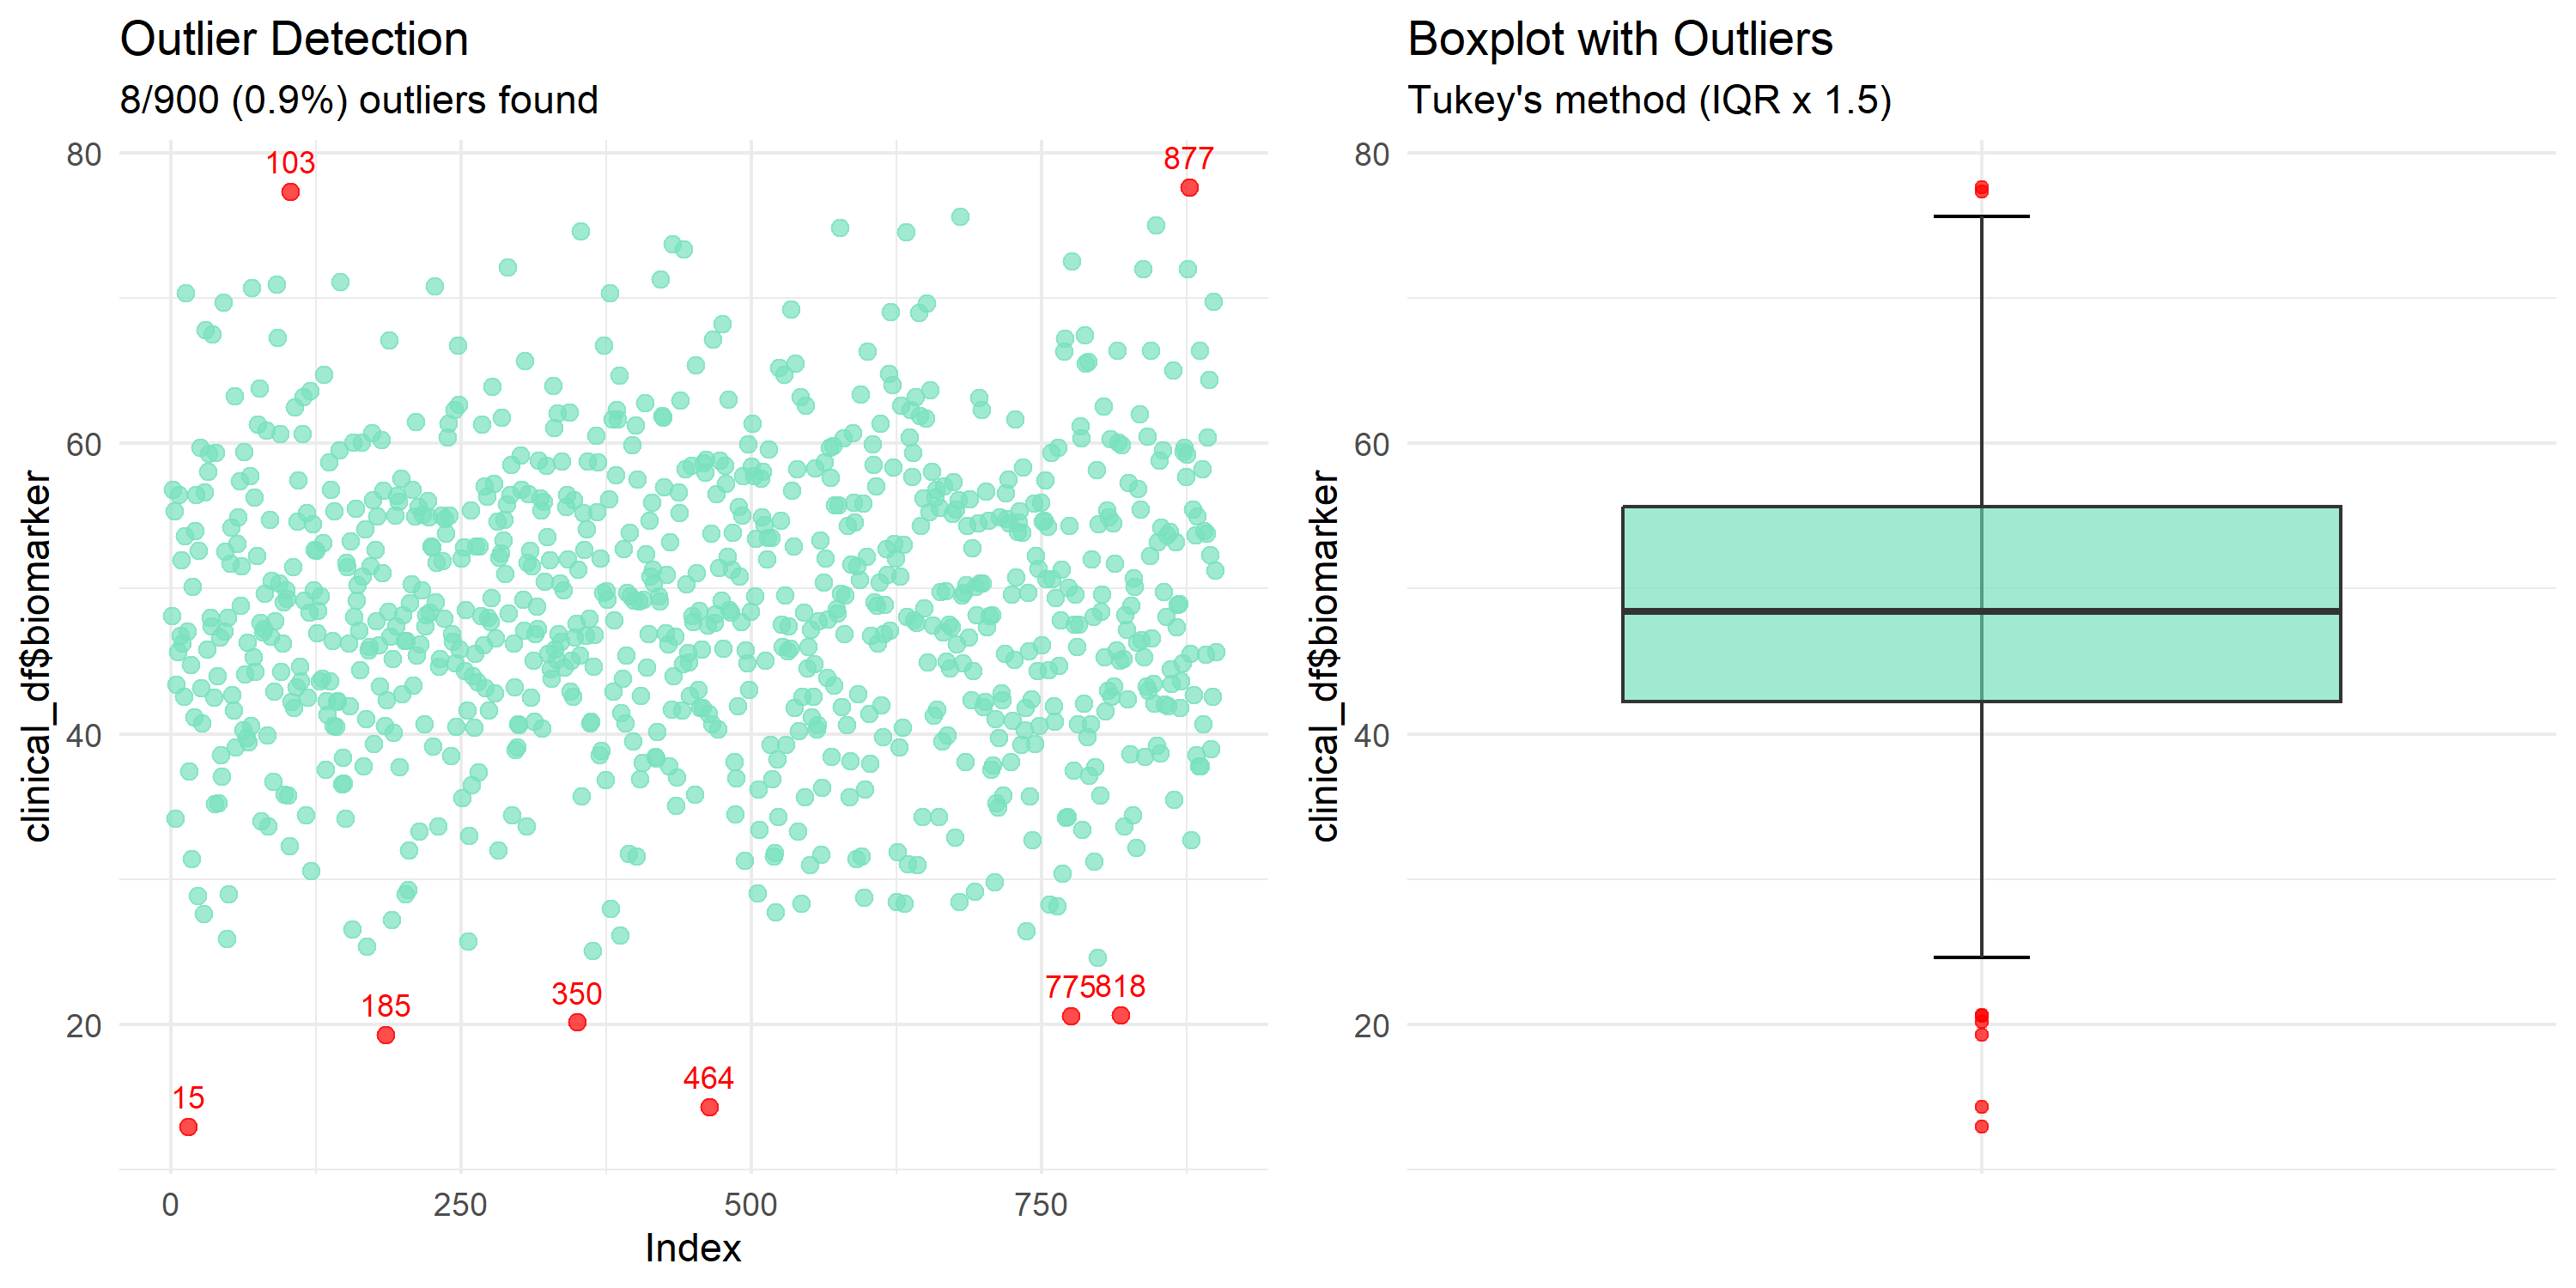 Outlier Detection
8/900 (0.9%) outliers found
clinical_df$biomarker
80
60
40
20
103
877
185
350
775
818
464
15
0
250
500
750
Index
Boxplot with Outliers
Tukey's method (IQR x 1.5)
clinical_df$biomarker
80
60
40
20